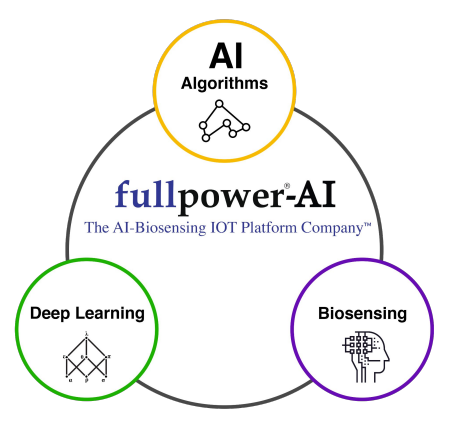 AI
Algorithms
fullpower®-AI
The AI-Biosensing IOT Platform Company™
Deep Learning
Biosensing